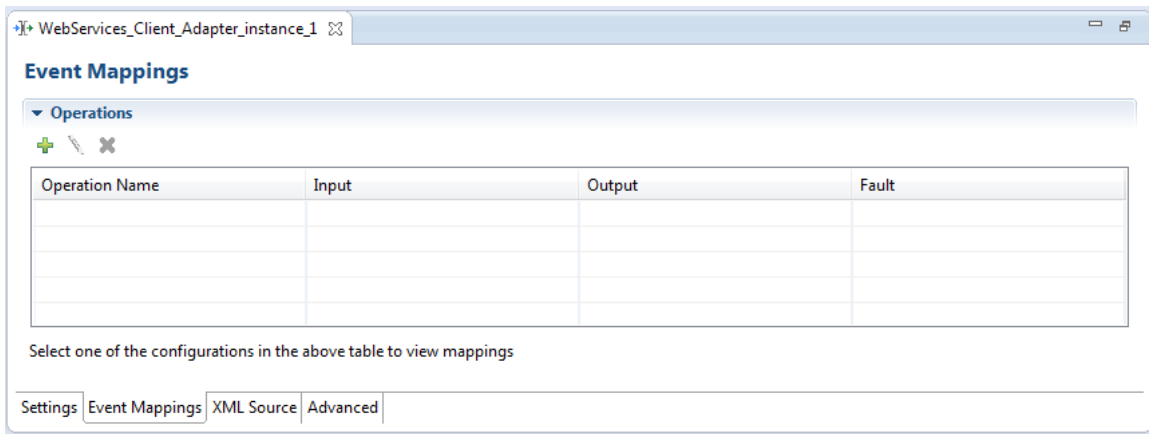 WebServices_Client_Adapter_instance_1
Event Mappings
Operations
Operation Name Input Output Fault
Select one of the configurations in the above table to view mappings
Settings Event Mappings XML Source Advanced